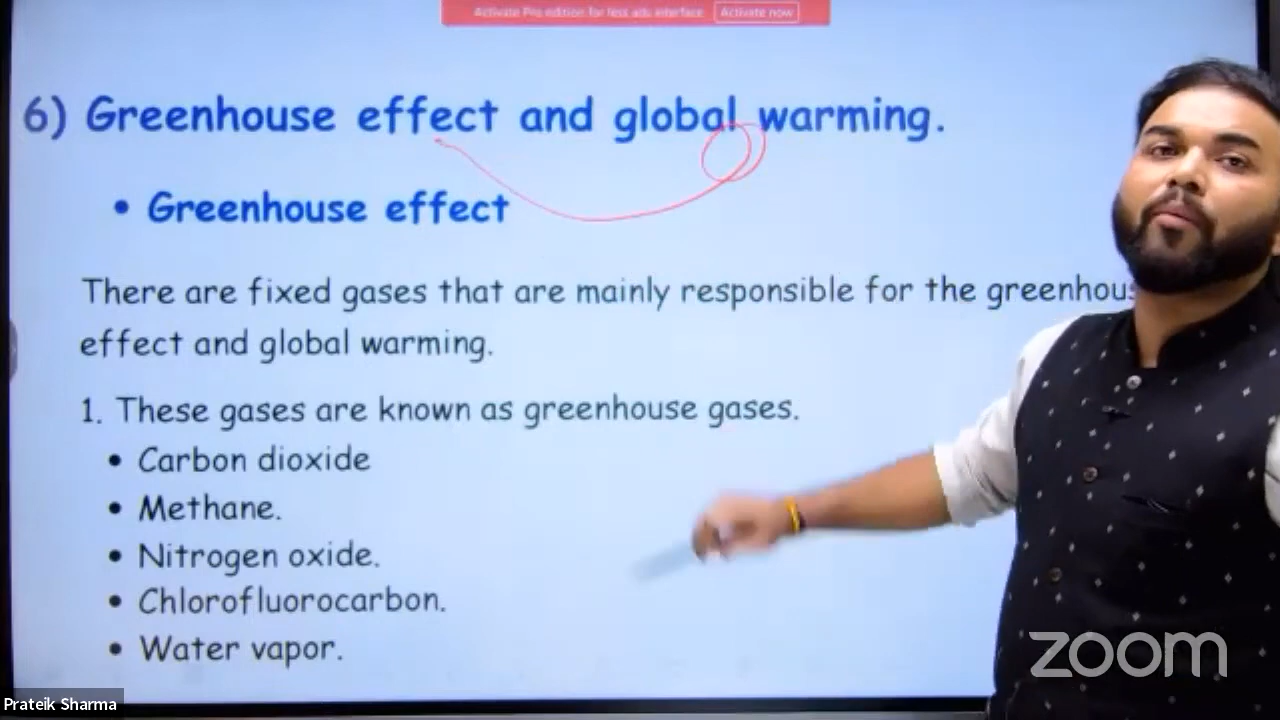 Activate Pro edition for less ads interface Activate now
6) Greenhouse effect and global warming.
• Greenhouse effect
There are fixed gases that are mainly responsible for the greenhous
effect and global warming.
1. These gases are known as greenhouse gases.
• Carbon dioxide
• Methane.
• Nitrogen oxide.
• Chlorofluorocarbon.
• Water vapor.
zoom
Prateik Sharma